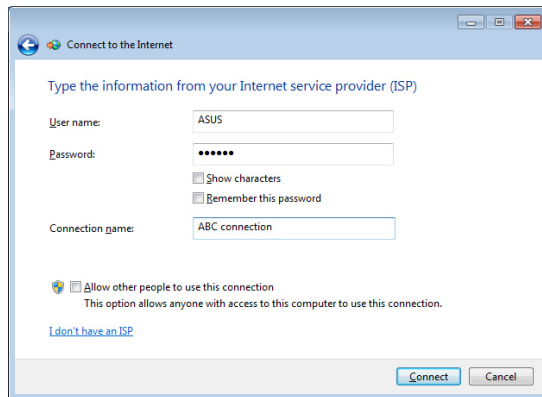 Connect to the Internet
Type the information from your Internet service provider (ISP)
User name: ASUS
Password: ••••••
Show characters
Remember this password
Connection name: ABC connection
Allow other people to use this connection
This option allows anyone with access to this computer to use this connection.
I don't have an ISP
Connect Cancel